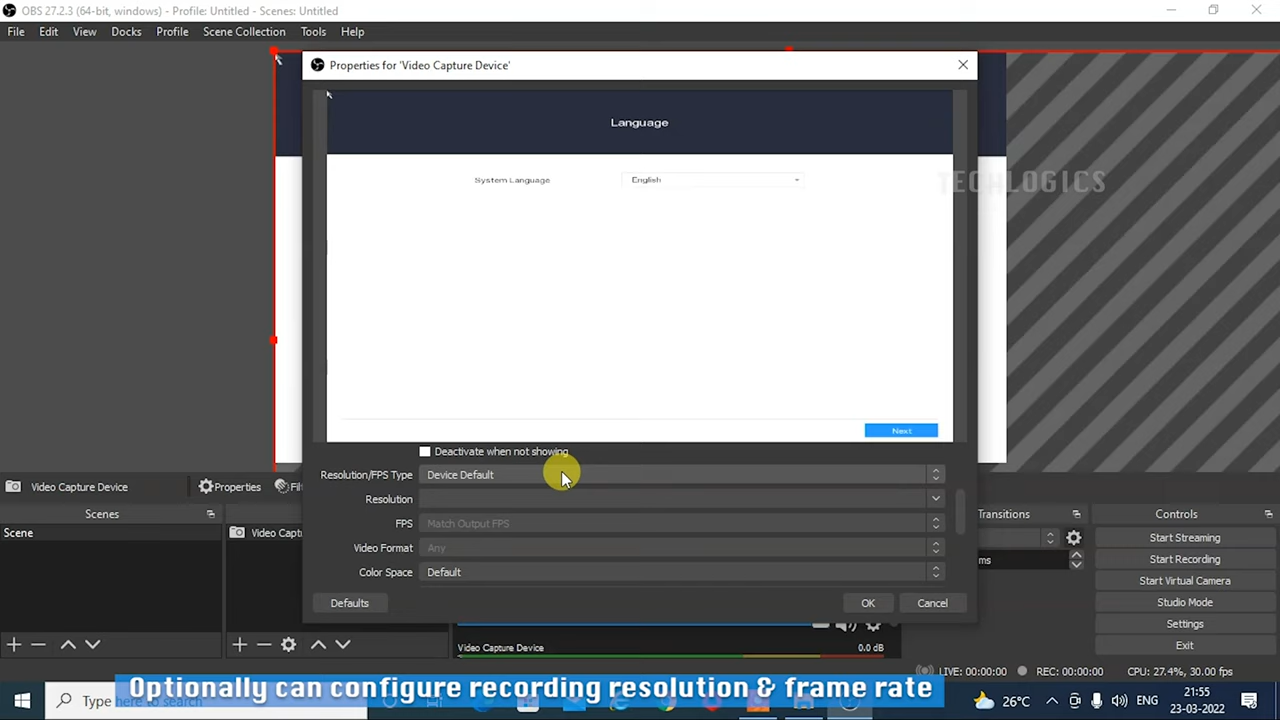 OBS 27.2.3 (64-bit, windows) - Profile: Untitled - Scenes: Untitled
File Edit View Docks Profile Scene Collection Tools Help
Properties for 'Video Capture Device'
Language
System Language English
TECHLOGICS
Next
Deactivate when not showing
Resolution/FPS Type Device Default
Resolution
FPS Match Output FPS
Video Format Any
Color Space Default
Defaults OK Cancel
Video Capture Device Properties
Scenes
Scene
Video Capt
Transitions
ms
Controls
Start Streaming
Start Recording
Start Virtual Camera
Studio Mode
Settings
Exit
Video Capture Device 0.0 dB
LIVE: 00:00:00 REC: 00:00:00 CPU: 27.4%, 30.00 fps
Optionally can configure recording resolution & frame rate
Type here to search
26°C ENG 21:55
23-03-2022